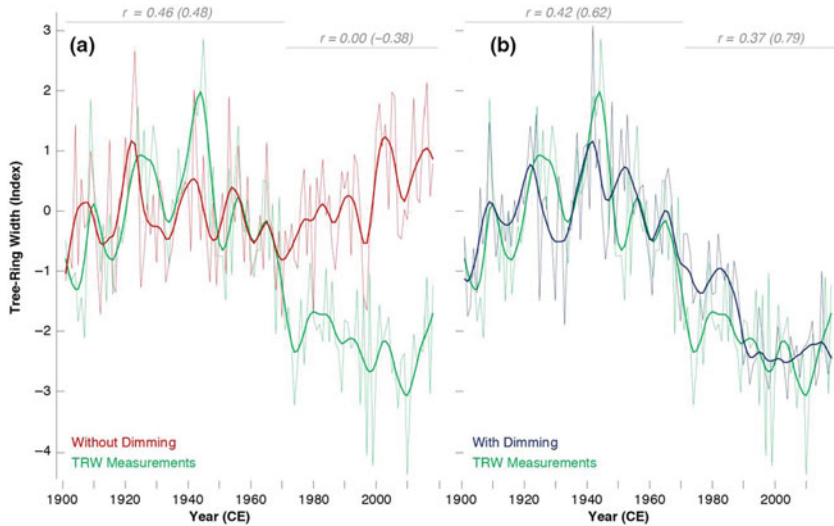 r = 0.46 (0.48)
r = 0.00 (−0.38)
(a)
r = 0.42 (0.62)
r = 0.37 (0.79)
(b)
Tree-Ring Width (Index)
3
2
1
0
−1
−2
−3
−4
Without Dimming
TRW Measurements
With Dimming
TRW Measurements
1900 1920 1940 1960 1980 2000
1900 1920 1940 1960 1980 2000
Year (CE)
Year (CE)